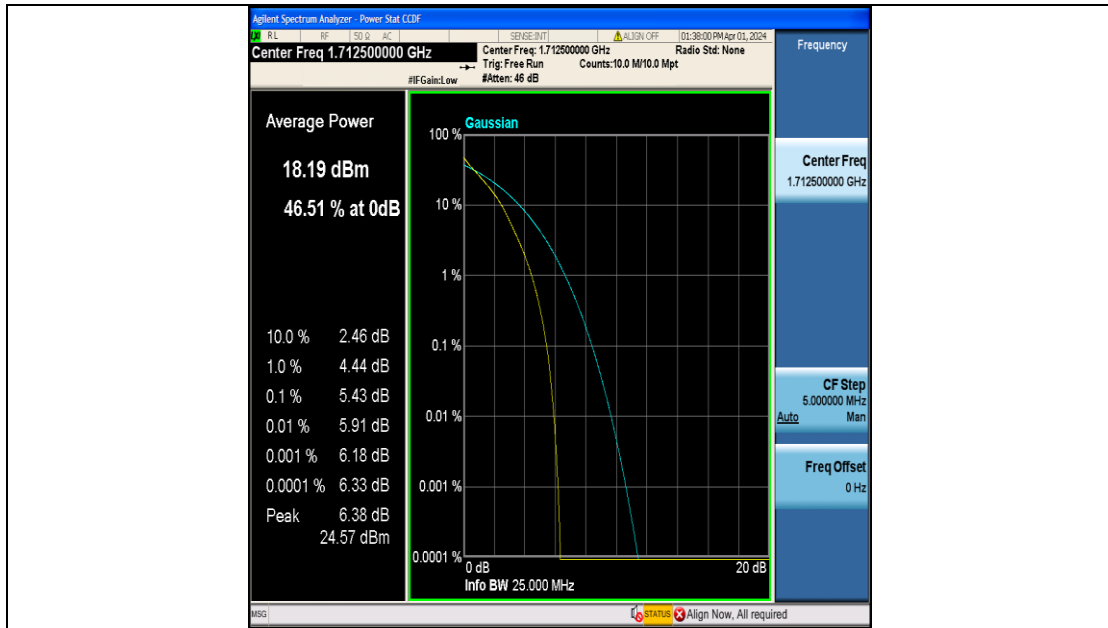 Agilent Spectrum Analyzer - Power Stat CCDF
RL RF 50 Ω AC SENSE:INT ALIGN OFF 01:38:00 PM Apr 01, 2024
Center Freq 1.712500000 GHz
Center Freq: 1.712500000 GHz Radio Std: None
Trig: Free Run Counts:10.0 M/10.0 Mpt
#IFGain:Low #Atten: 46 dB
Frequency
Average Power
18.19 dBm
46.51 % at 0dB
10.0 % 2.46 dB
1.0 % 4.44 dB
0.1 % 5.43 dB
0.01 % 5.91 dB
0.001 % 6.18 dB
0.0001 % 6.33 dB
Peak 6.38 dB
24.57 dBm
Gaussian
100 %
10 %
1 %
0.1 %
0.01 %
0.001 %
0.0001 %
0 dB 20 dB
Info BW 25.000 MHz
Center Freq
1.712500000 GHz
CF Step
5.000000 MHz
Auto Man
Freq Offset
0 Hz
MSG STATUS Align Now, All required